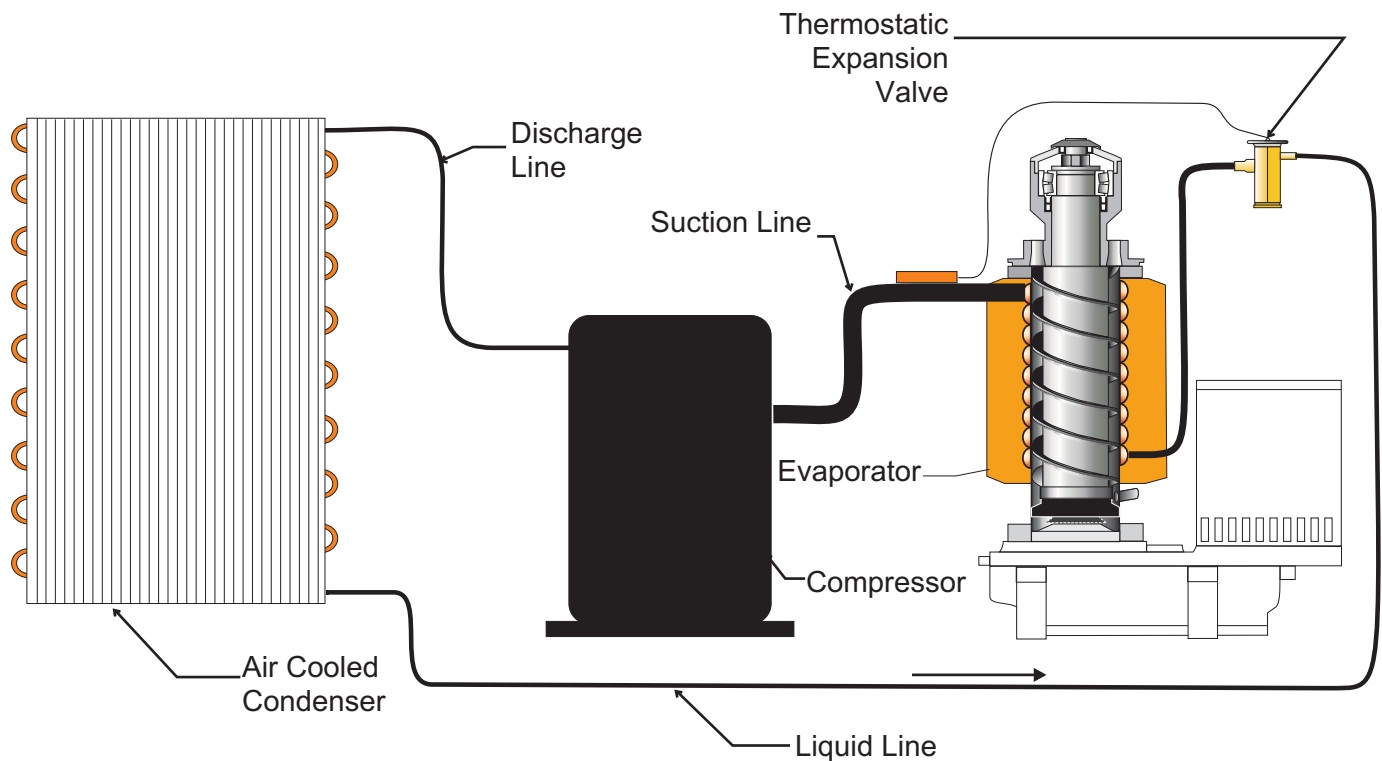 Thermostatic
Expansion
Valve
Discharge
Line
Suction Line
Evaporator
Compressor
Air Cooled
Condenser
Liquid Line